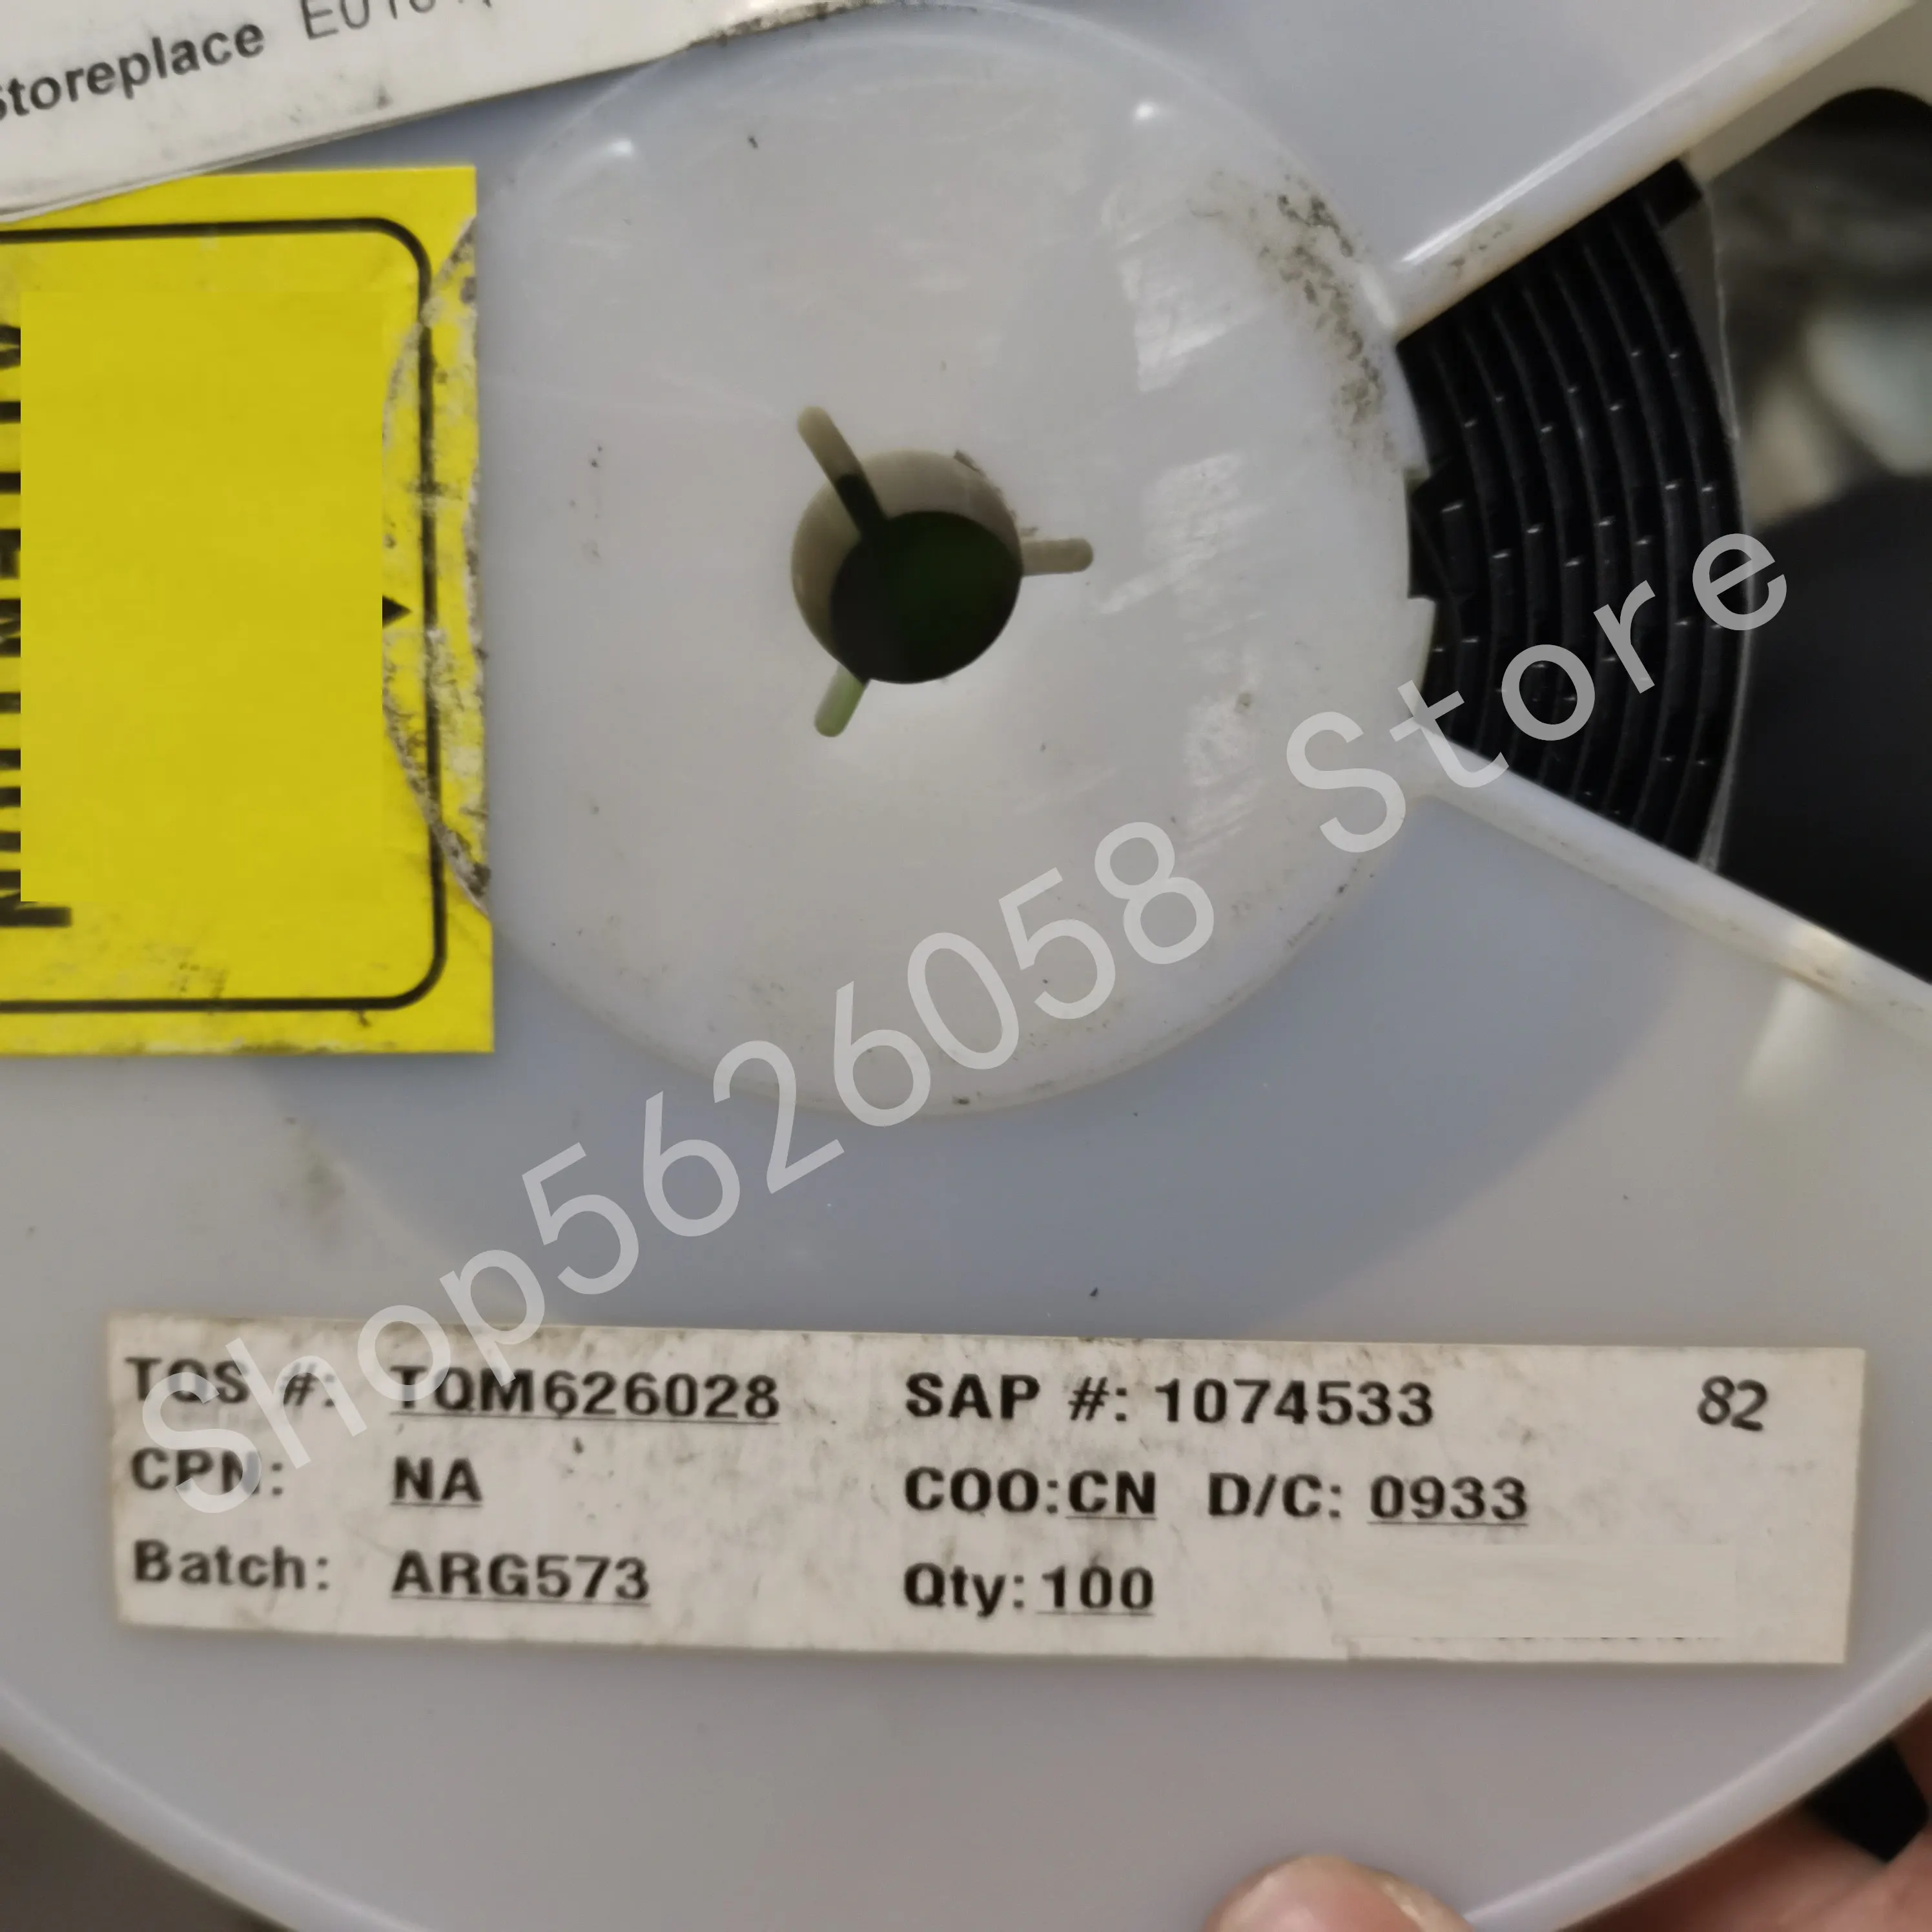 Storeplace
TQS #: TQM626028 SAP #: 1074533 82
CPN: NA COO:CN D/C: 0933
Batch: ARG573 Qty:100
Shop5626058 Store